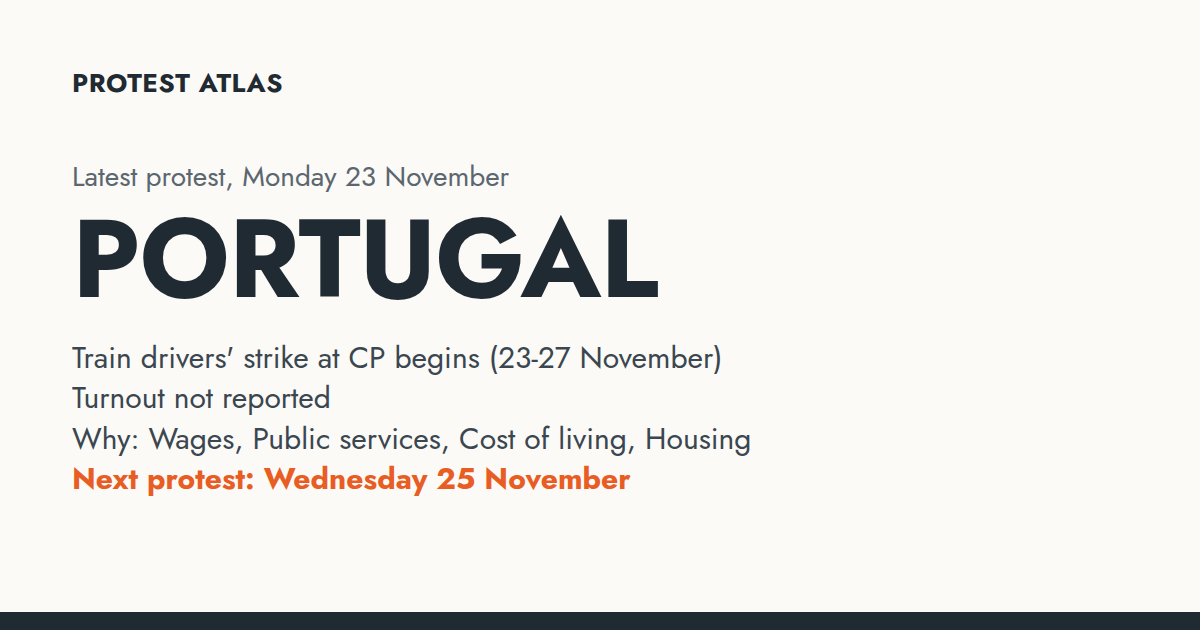 PROTEST ATLAS
Latest protest, Monday 23 November
PORTUGAL
Train drivers' strike at CP begins (23-27 November)
Turnout not reported
Why: Wages, Public services, Cost of living, Housing
Next protest: Wednesday 25 November